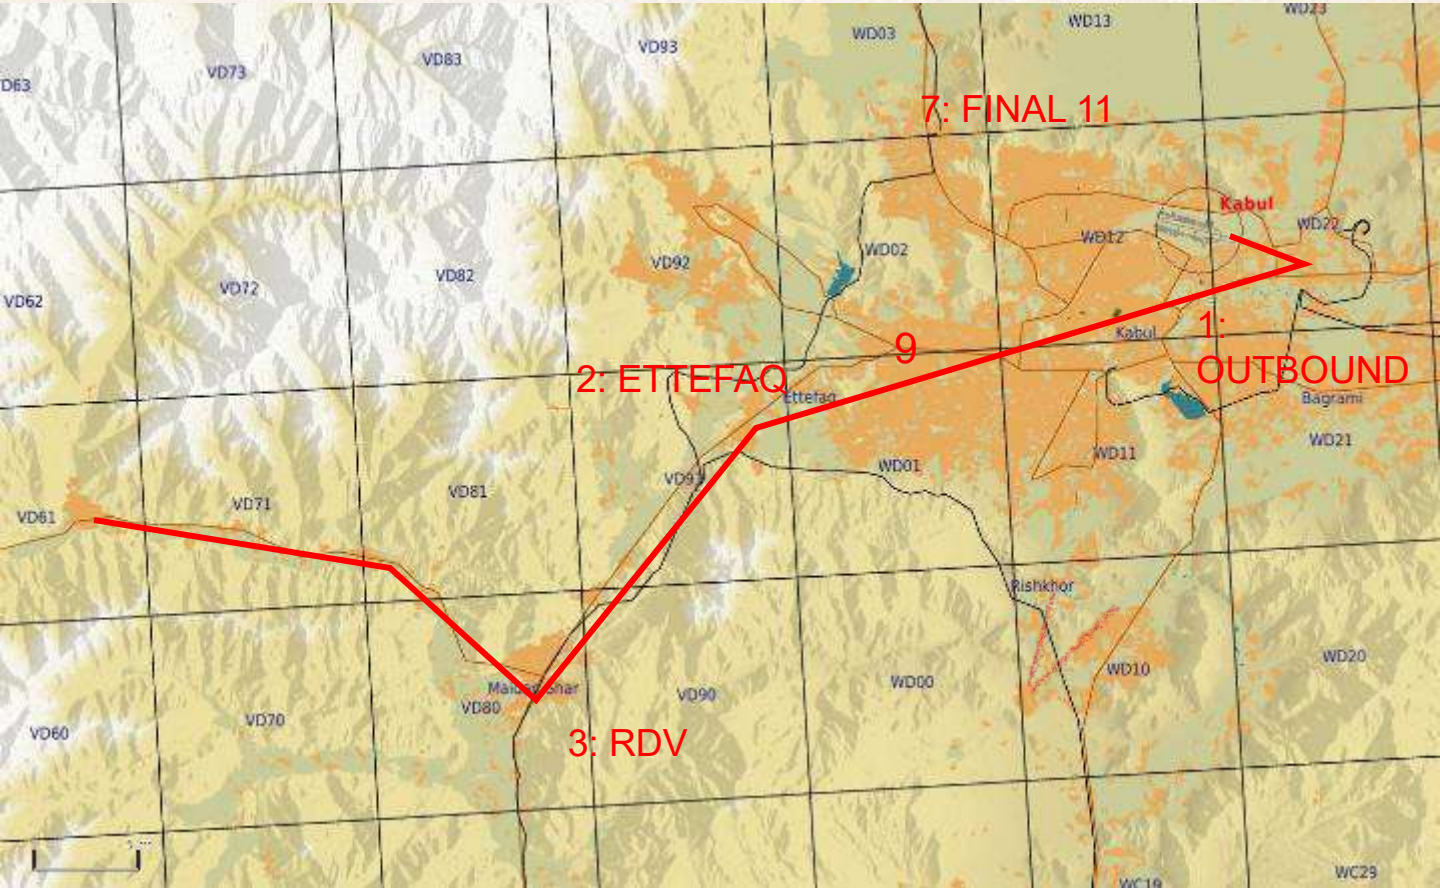 WD23
WD13
WD03
VD93
VD83
VD73
D63
7: FINAL 11
Kabul
WD22
WD12
WD02
VD92
VD82
VD72
VD62
Kabul
1:
OUTBOUND
9
2: ETTEFAQ
Ettefaq
Bagrami
WD21
WD11
WD01
VD91
VD81
VD71
VD61
Rishkhor
WD20
WD10
WD00
VD90
VD80
VD70
VD60
3: RDV
WC29
WC19